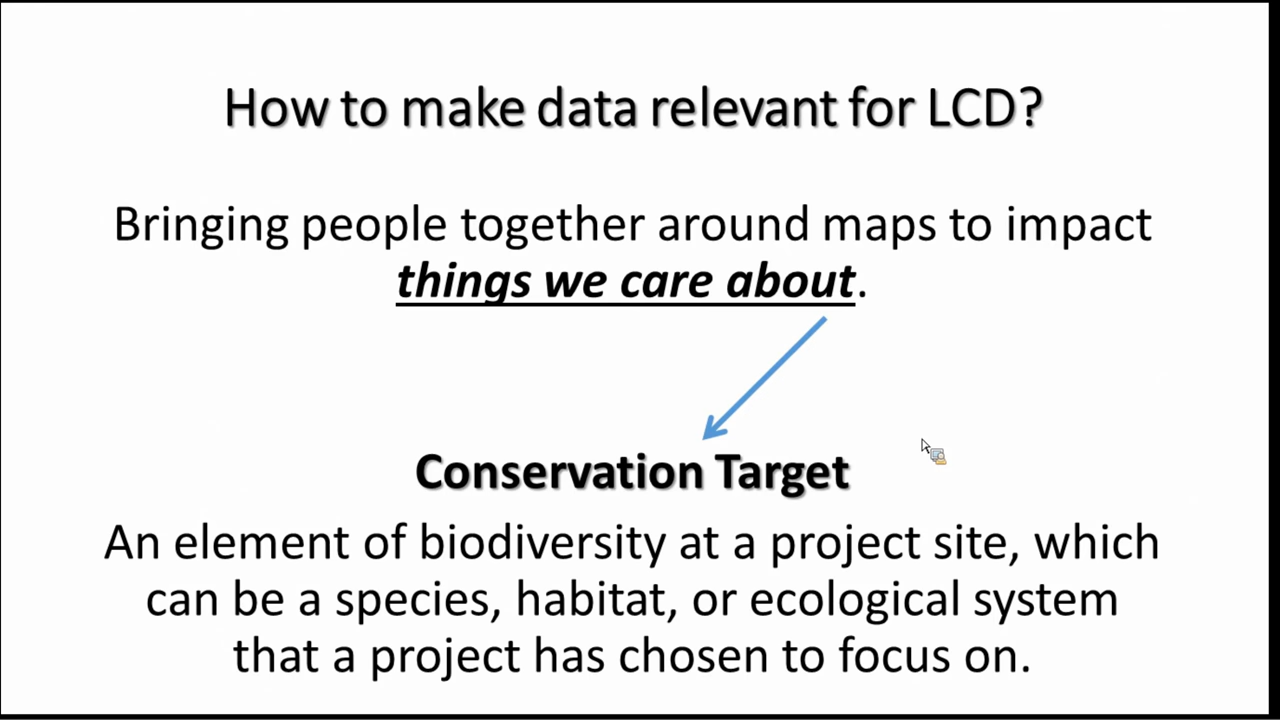 How to make data relevant for LCD?
Bringing people together around maps to impact
things we care about.
Conservation Target
An element of biodiversity at a project site, which
can be a species, habitat, or ecological system
that a project has chosen to focus on.